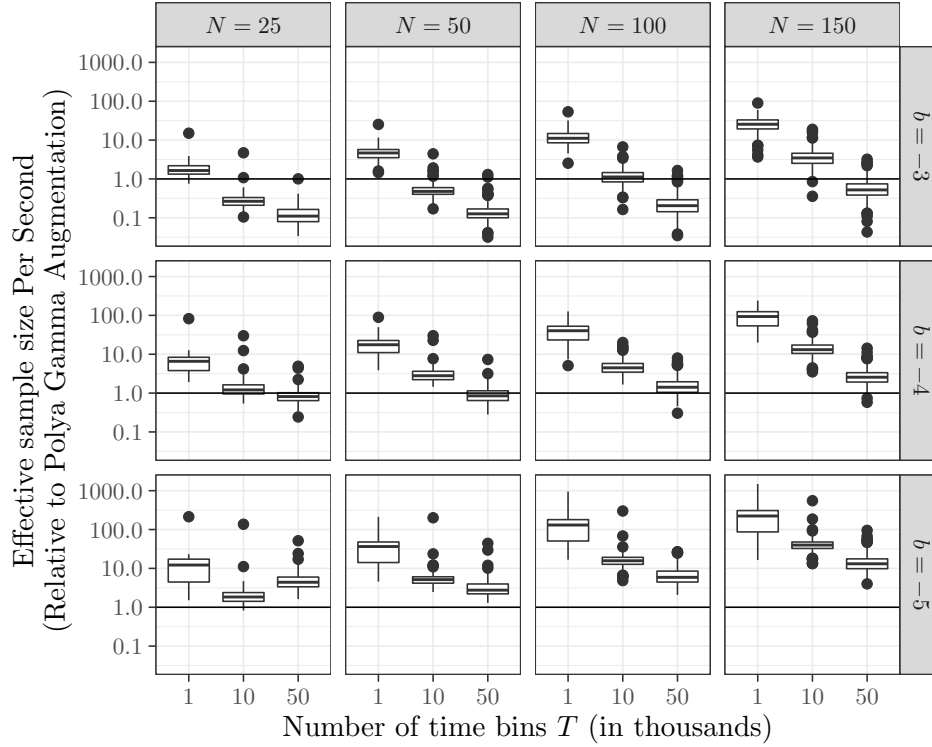 N = 25
N = 50
N = 100
N = 150
Effective sample size Per Second
(Relative to Polya Gamma Augmentation)
1000.0
100.0
10.0
1.0
0.1
b = −3
1000.0
100.0
10.0
1.0
0.1
b = −4
1000.0
100.0
10.0
1.0
0.1
b = −5
1 10 50
1 10 50
1 10 50
1 10 50
Number of time bins T (in thousands)